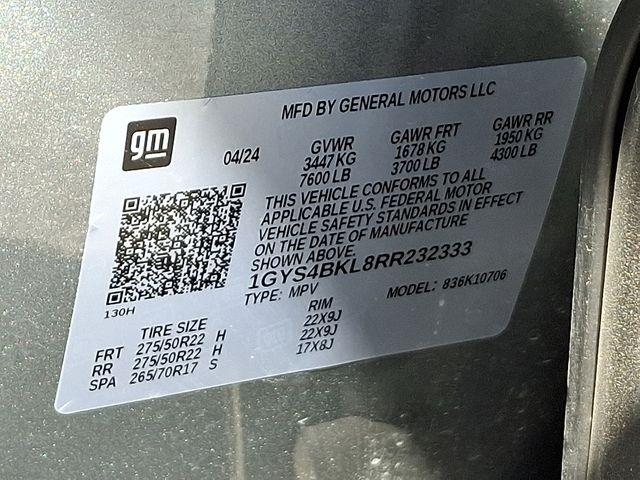 MFD BY GENERAL MOTORS LLC
gm
04/24
GVWR
3447 KG
7600 LB
GAWR FRT
1678 KG
3700 LB
GAWR RR
1950 KG
4300 LB
THIS VEHICLE CONFORMS TO ALL
APPLICABLE U.S. FEDERAL MOTOR
VEHICLE SAFETY STANDARDS IN EFFECT
ON THE DATE OF MANUFACTURE
SHOWN ABOVE.
1GYS4BKL8RR232333
TYPE: MPV
MODEL: 836K10706
130H
TIRE SIZE RIM
FRT 275/50R22 H 22X9J
RR 275/50R22 H 22X9J
SPA 265/70R17 S 17X8J